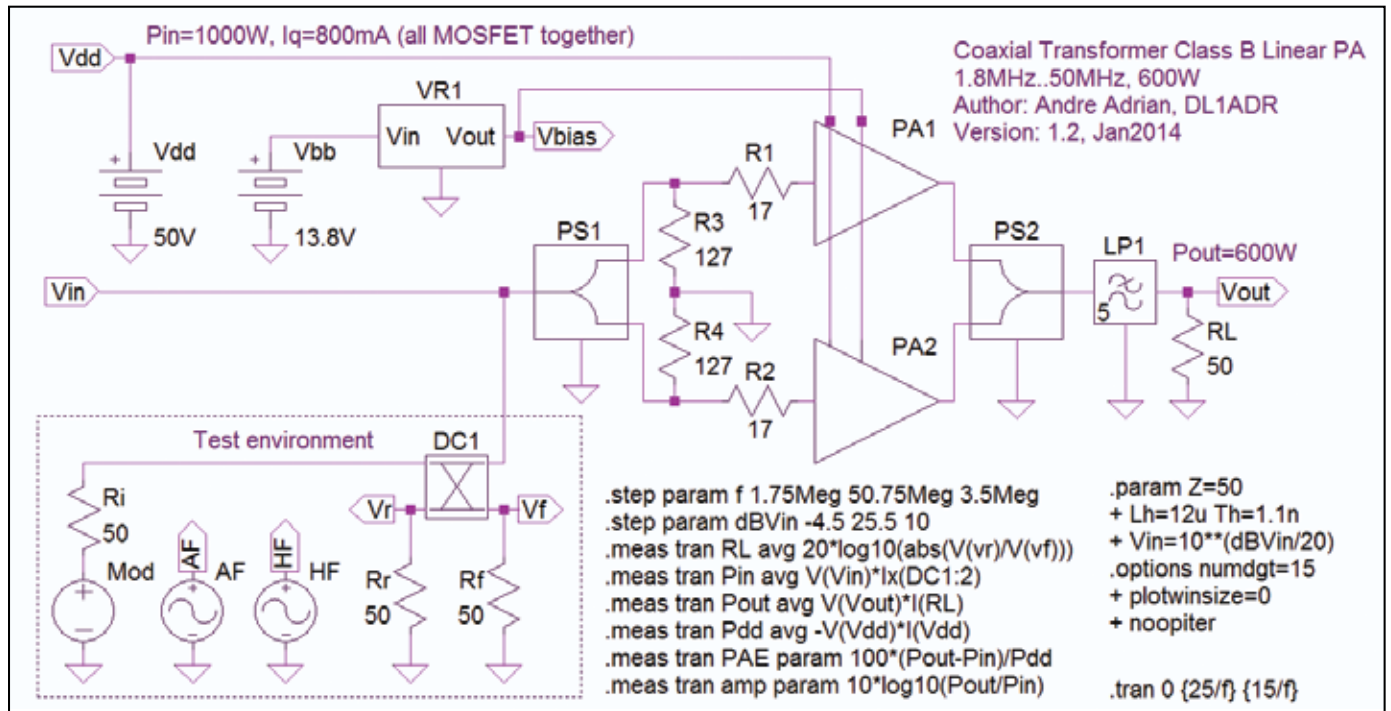 Pin=1000W, Iq=800mA (all MOSFET together)
Coaxial Transformer Class B Linear PA
1.8MHz..50MHz, 600W
Author: Andre Adrian, DL1ADR
Version: 1.2, Jan2014
Vdd
VR1
Vin Vout
Vbias
Vdd
Vbb
50V
13.8V
PA1
R1
17
R3
127
PS1
PS2
LP1
5
Pout=600W
Vout
RL
50
Vin
R4
127
R2
17
PA2
Test environment
DC1
Ri
50
Vr
Vf
Mod
AF
AF
HF
HF
Rr
50
Rf
50
.step param f 1.75Meg 50.75Meg 3.5Meg
.step param dBVin -4.5 25.5 10
.meas tran RL avg 20*log10(abs(V(vr)/V(vf)))
.meas tran Pin avg V(Vin)*Ix(DC1:2)
.meas tran Pout avg V(Vout)*I(RL)
.meas tran Pdd avg -V(Vdd)*I(Vdd)
.meas tran PAE param 100*(Pout-Pin)/Pdd
.meas tran amp param 10*log10(Pout/Pin)
.param Z=50
+ Lh=12u Th=1.1n
+ Vin=10**(dBVin/20)
.options numdgt=15
+ plotwinsize=0
+ noopiter
.tran 0 {25/f} {15/f}